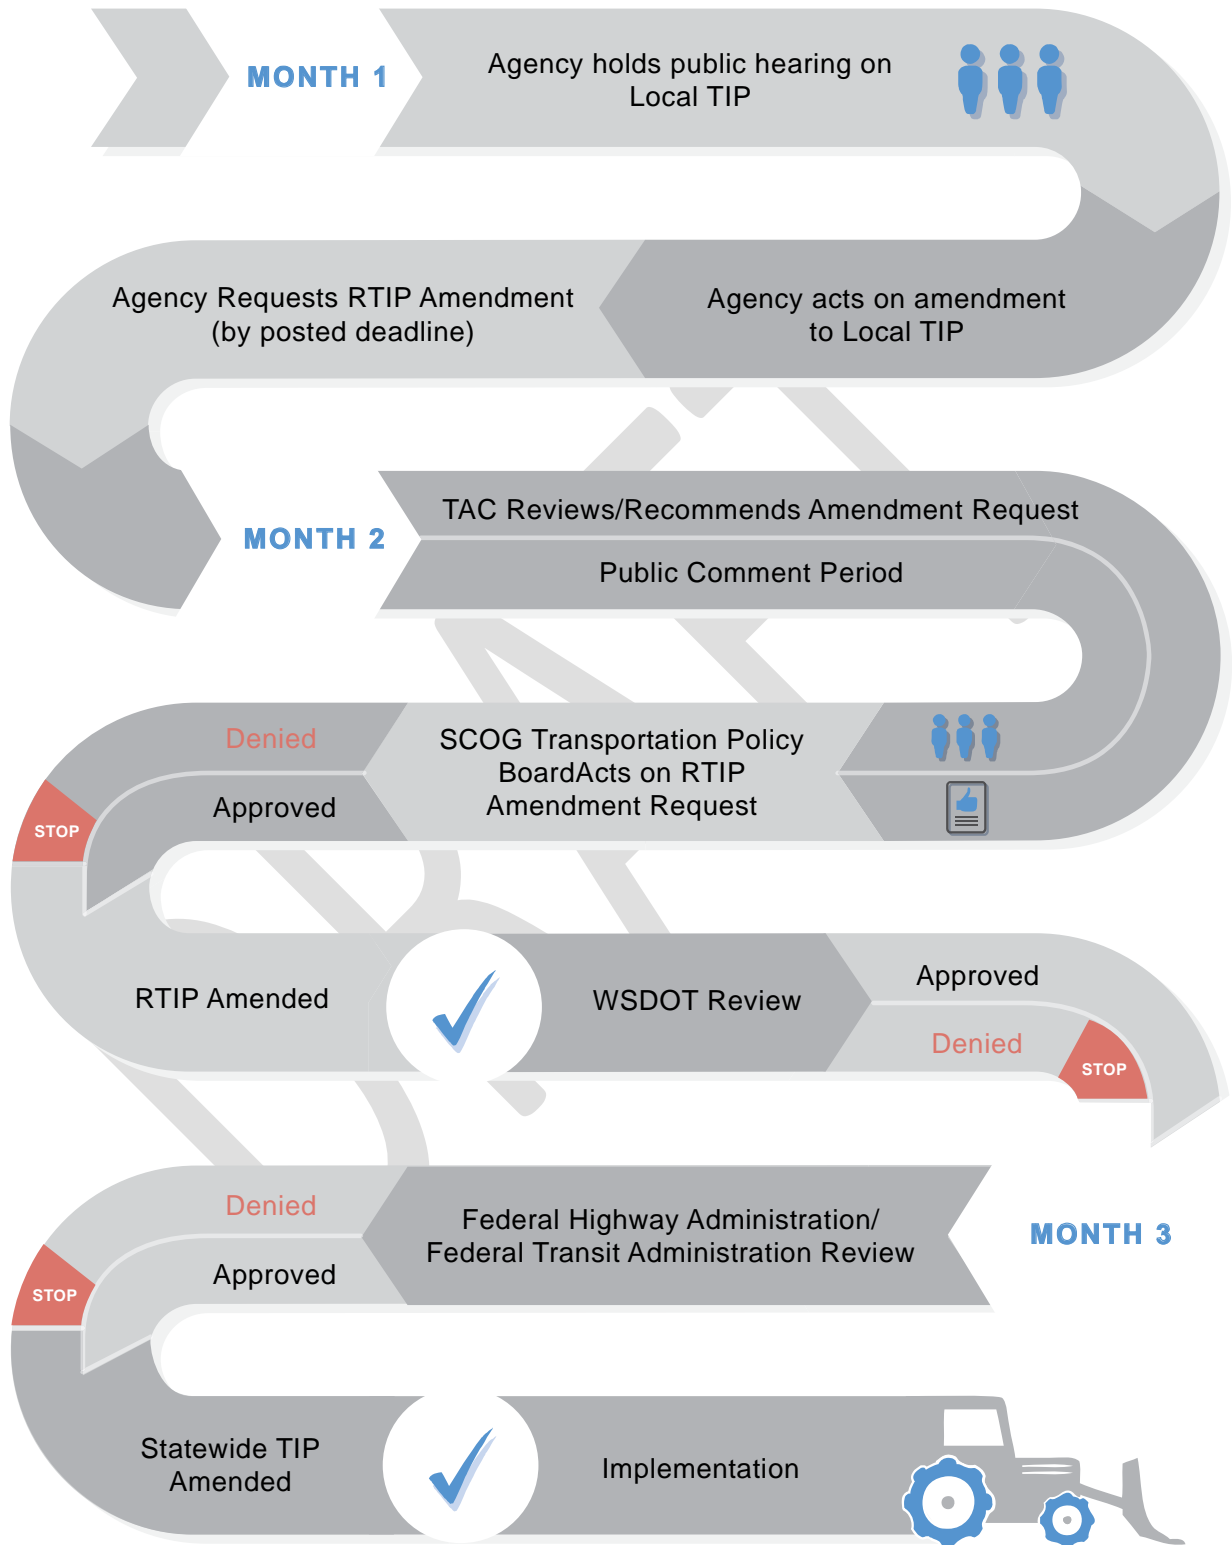 MONTH 1
Agency holds public hearing on
Local TIP
Agency acts on amendment
to Local TIP
Agency Requests RTIP Amendment
(by posted deadline)
MONTH 2
TAC Reviews/Recommends Amendment Request
Public Comment Period
SCOG Transportation Policy
BoardActs on RTIP
Amendment Request
Denied
Approved
STOP
RTIP Amended
WSDOT Review
Approved
Denied
STOP
MONTH 3
Federal Highway Administration/
Federal Transit Administration Review
Denied
Approved
STOP
Statewide TIP
Amended
Implementation
DRAFT